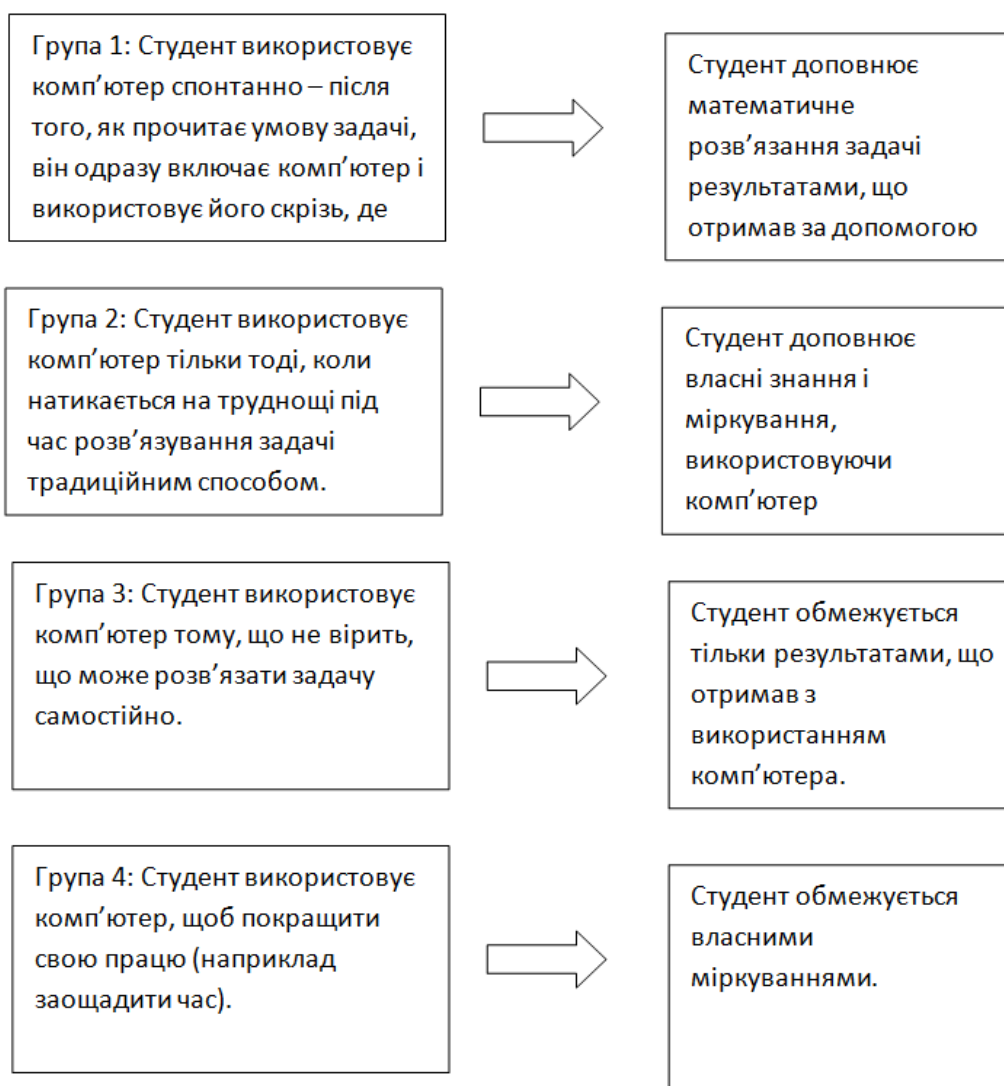 Група 1: Студент використовує
комп’ютер спонтанно – після
того, як прочитає умову задачі,
він одразу включає комп’ютер і
використовує його скрізь, де
Студент доповнює
математичне
розв’язання задачі
результатами, що
отримав за допомогою
Група 2: Студент використовує
комп’ютер тільки тоді, коли
натикається на труднощі під
час розв’язування задачі
традиційним способом.
Студент доповнює
власні знання і
міркування,
використовуючи
комп’ютер
Група 3: Студент використовує
комп’ютер тому, що не вірить,
що може розв’язати задачу
самостійно.
Студент обмежується
тільки результатами, що
отримав з
використанням
комп’ютера.
Група 4: Студент використовує
комп’ютер, щоб покращити
свою працю (наприклад
заощадити час).
Студент обмежується
власними
міркуваннями.